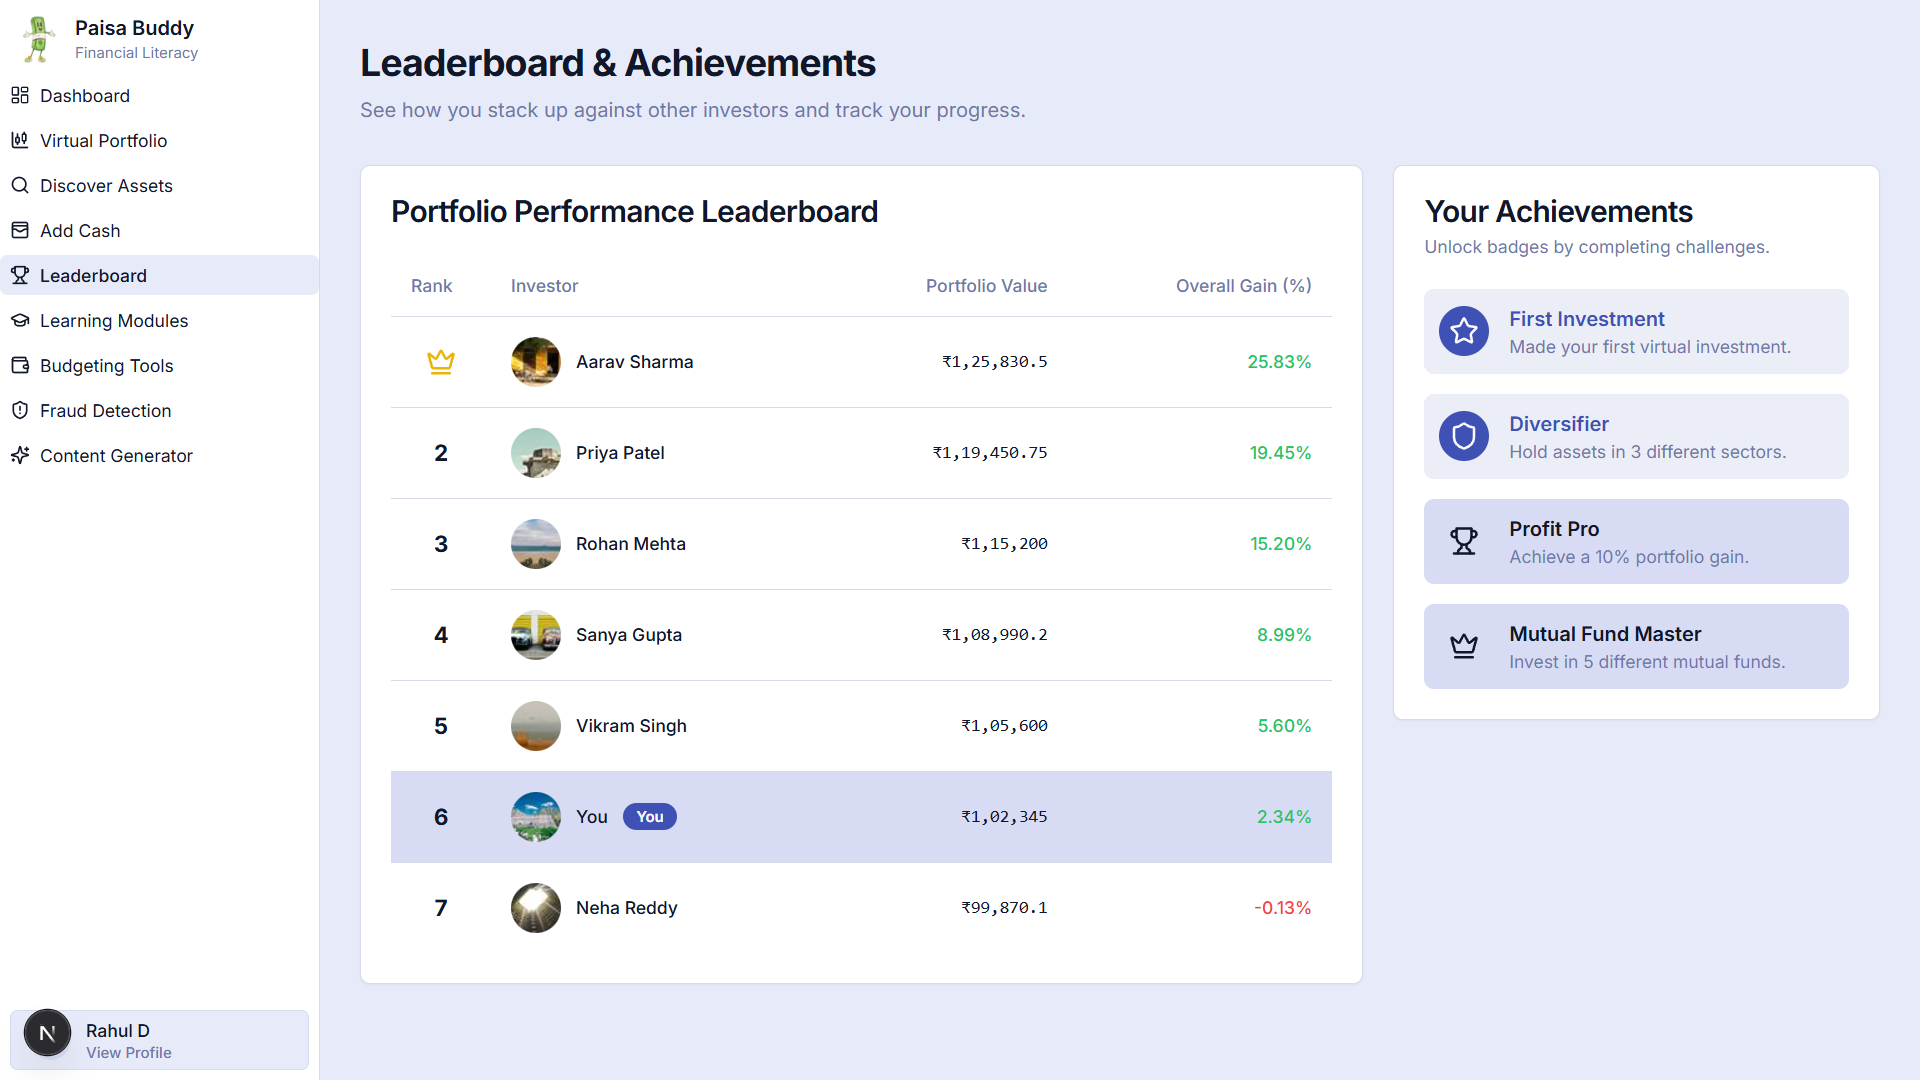 Paisa Buddy
Financial Literacy
Dashboard
Virtual Portfolio
Discover Assets
Add Cash
Leaderboard
Learning Modules
Budgeting Tools
Fraud Detection
Content Generator
N
Rahul D
View Profile
Leaderboard & Achievements
See how you stack up against other investors and track your progress.
Portfolio Performance Leaderboard
Rank Investor Portfolio Value Overall Gain (%)
Aarav Sharma ₹1,25,830.5 25.83%
2 Priya Patel ₹1,19,450.75 19.45%
3 Rohan Mehta ₹1,15,200 15.20%
4 Sanya Gupta ₹1,08,990.2 8.99%
5 Vikram Singh ₹1,05,600 5.60%
6 You You ₹1,02,345 2.34%
7 Neha Reddy ₹99,870.1 -0.13%
Your Achievements
Unlock badges by completing challenges.
First Investment
Made your first virtual investment.
Diversifier
Hold assets in 3 different sectors.
Profit Pro
Achieve a 10% portfolio gain.
Mutual Fund Master
Invest in 5 different mutual funds.